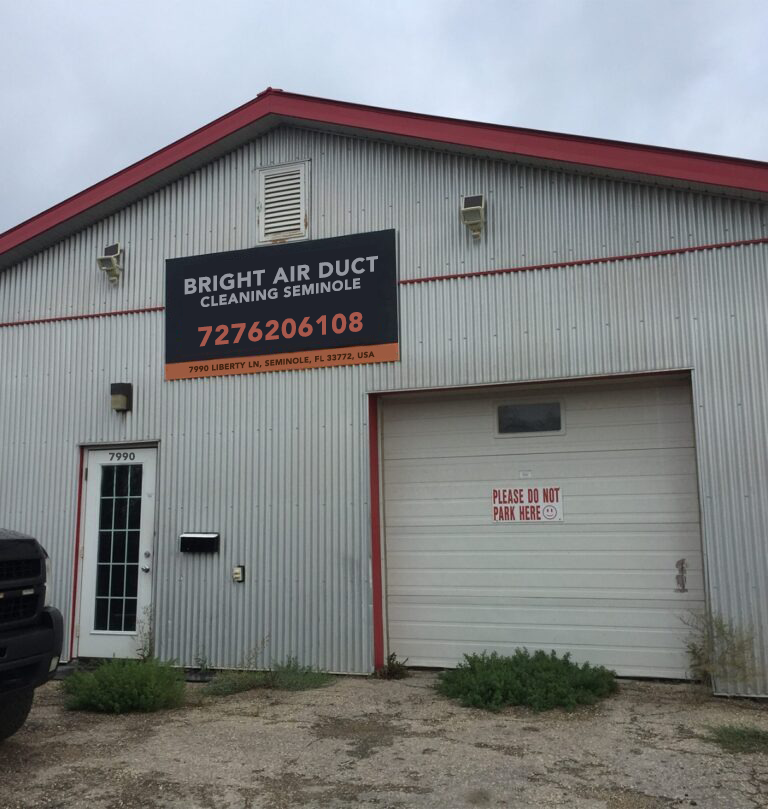 BRIGHT AIR DUCT
CLEANING SEMINOLE
7276206108
7990 LIBERTY LN, SEMINOLE, FL 33772, USA
7990
PLEASE DO NOT
PARK HERE